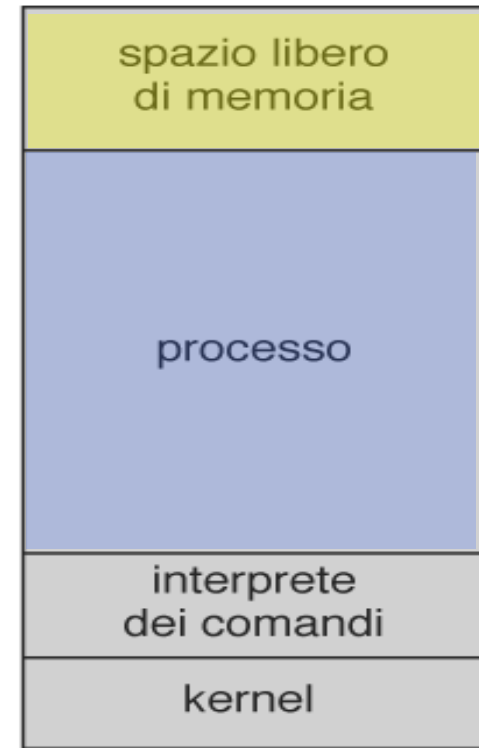 spazio libero
di memoria
processo
interprete
dei comandi
kernel